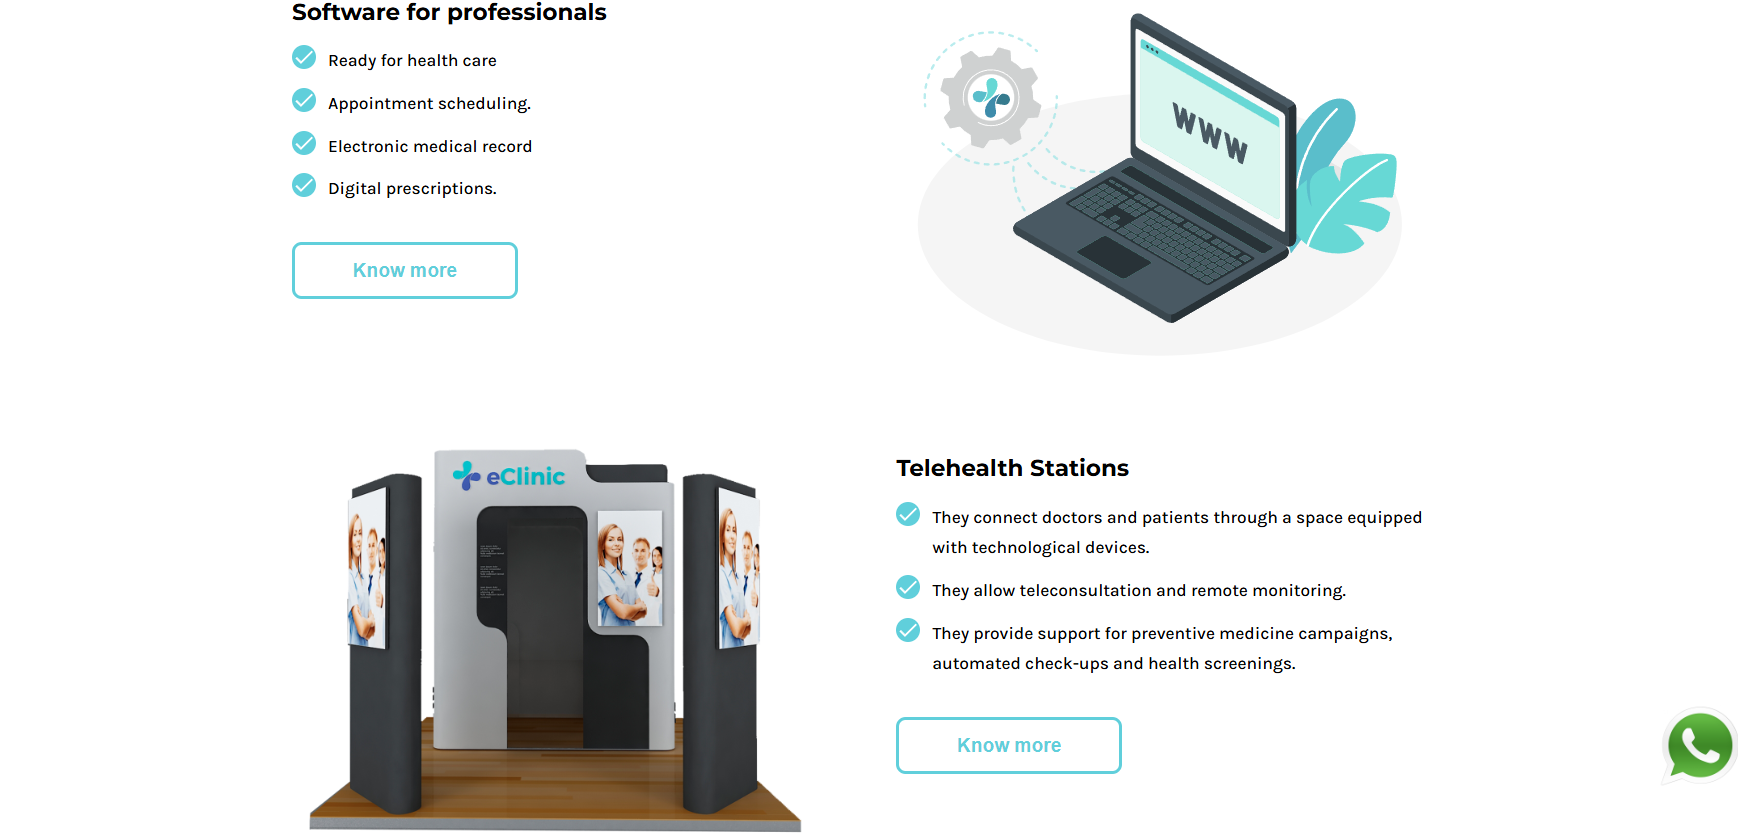 Software for professionals
Ready for health care
Appointment scheduling.
Electronic medical record
Digital prescriptions.
Know more
WWW
eClinic
Telehealth Stations
They connect doctors and patients through a space equipped
with technological devices.
They allow teleconsultation and remote monitoring.
They provide support for preventive medicine campaigns,
automated check-ups and health screenings.
Know more